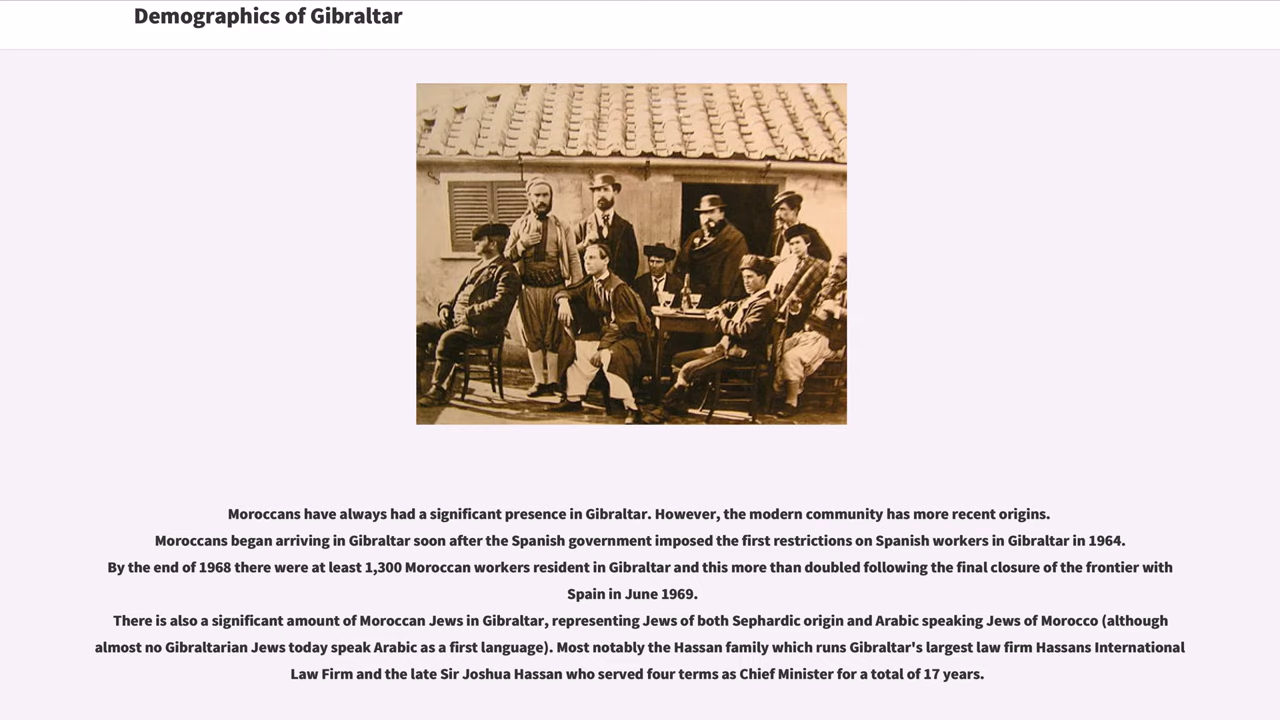 Demographics of Gibraltar
Moroccans have always had a significant presence in Gibraltar. However, the modern community has more recent origins.
Moroccans began arriving in Gibraltar soon after the Spanish government imposed the first restrictions on Spanish workers in Gibraltar in 1964.
By the end of 1968 there were at least 1,300 Moroccan workers resident in Gibraltar and this more than doubled following the final closure of the frontier with
Spain in June 1969.
There is also a significant amount of Moroccan Jews in Gibraltar, representing Jews of both Sephardic origin and Arabic speaking Jews of Morocco (although
almost no Gibraltarian Jews today speak Arabic as a first language). Most notably the Hassan family which runs Gibraltar's largest law firm Hassans International
Law Firm and the late Sir Joshua Hassan who served four terms as Chief Minister for a total of 17 years.